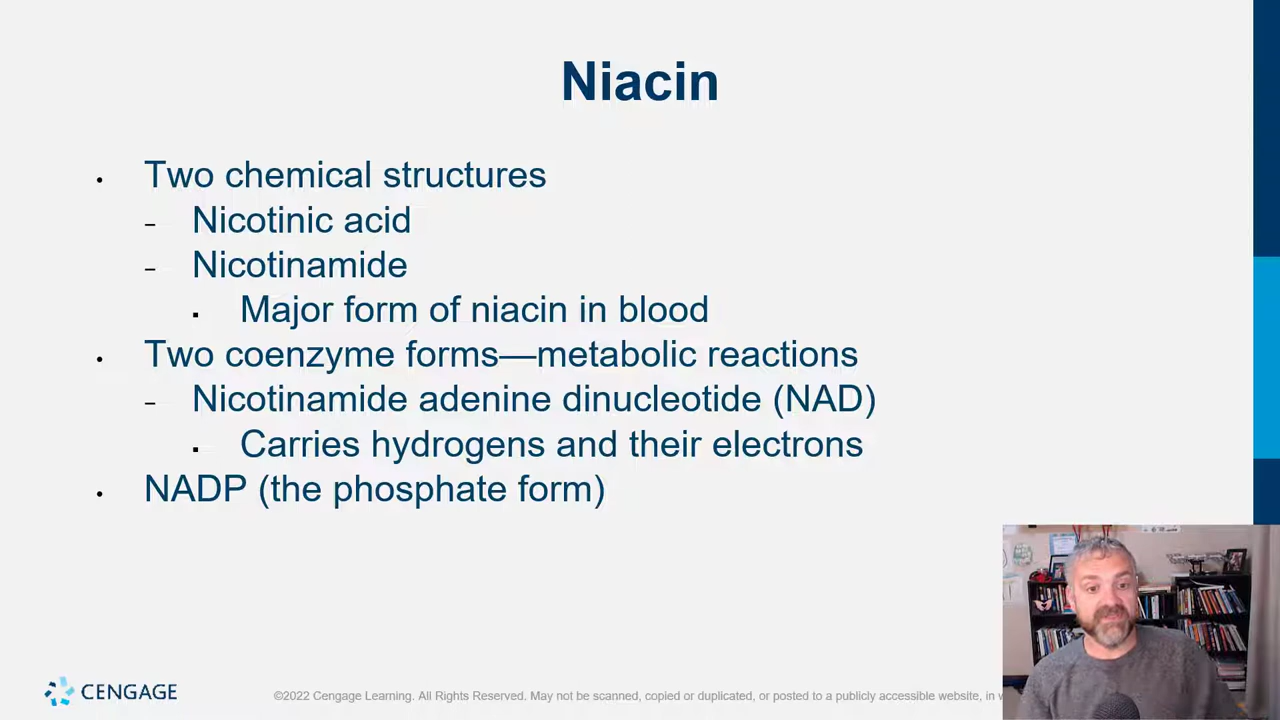 Niacin
• Two chemical structures
– Nicotinic acid
– Nicotinamide
▪ Major form of niacin in blood
• Two coenzyme forms—metabolic reactions
– Nicotinamide adenine dinucleotide (NAD)
▪ Carries hydrogens and their electrons
• NADP (the phosphate form)
CENGAGE
©2022 Cengage Learning. All Rights Reserved. May not be scanned, copied or duplicated, or posted to a publicly accessible website, in w